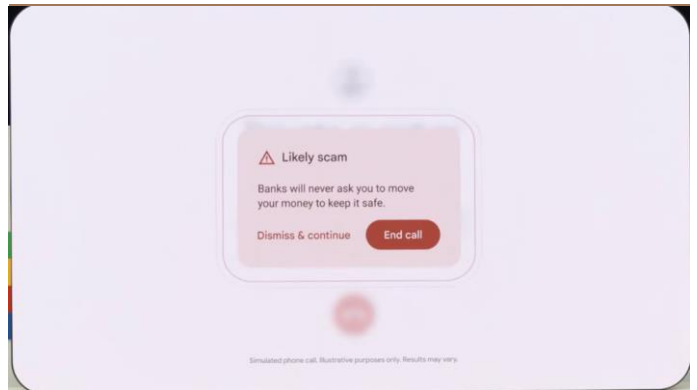 Likely scam
Banks will never ask you to move
your money to keep it safe.
Dismiss & continue
End call
Simulated phone call. Illustrative purposes only. Results may vary.